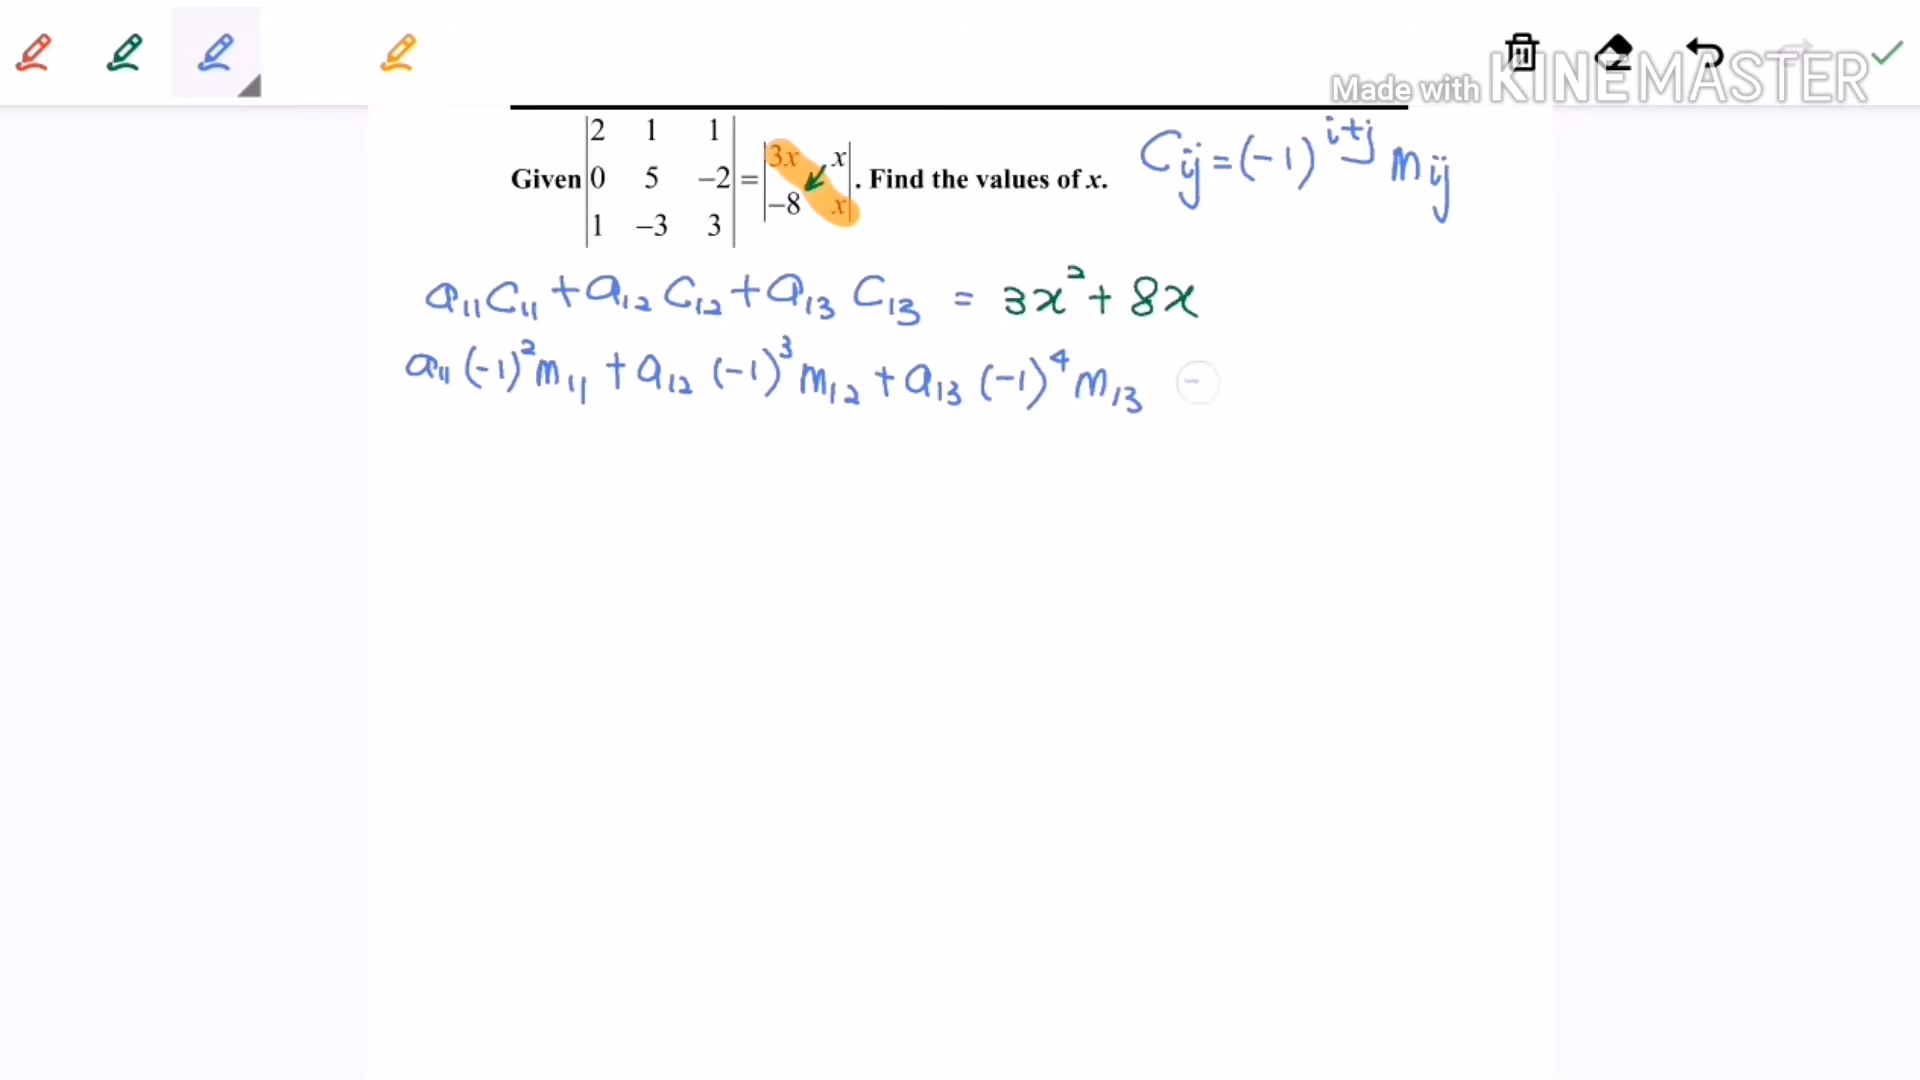 Made with KINEMASTER
Given |2 1 1|
|0 5 −2| = |3x x|
|1 −3 3| |−8 x| . Find the values of x.
Cij = (-1)^i+j mij
a11C11 + a12C12 + a13C13 = 3x² + 8x
a11(-1)²m11 + a12(-1)³m12 + a13(-1)⁴m13 -